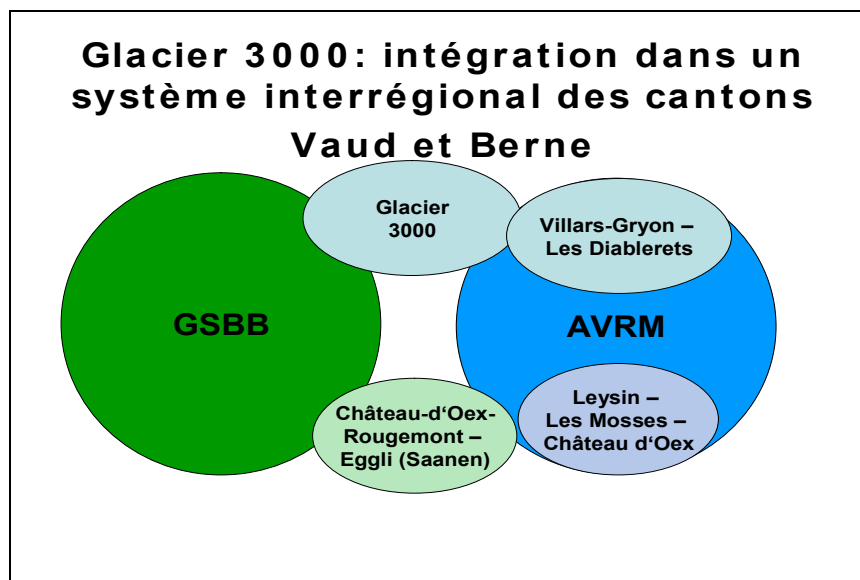 Glacier 3000: intégration dans un
système interrégional des cantons
Vaud et Berne
Glacier
3000
Villars-Gryon –
Les Diablerets
GSBB
AVRM
Château-d‘Oex-
Rougemont –
Eggli (Saanen)
Leysin –
Les Mosses –
Château d‘Oex